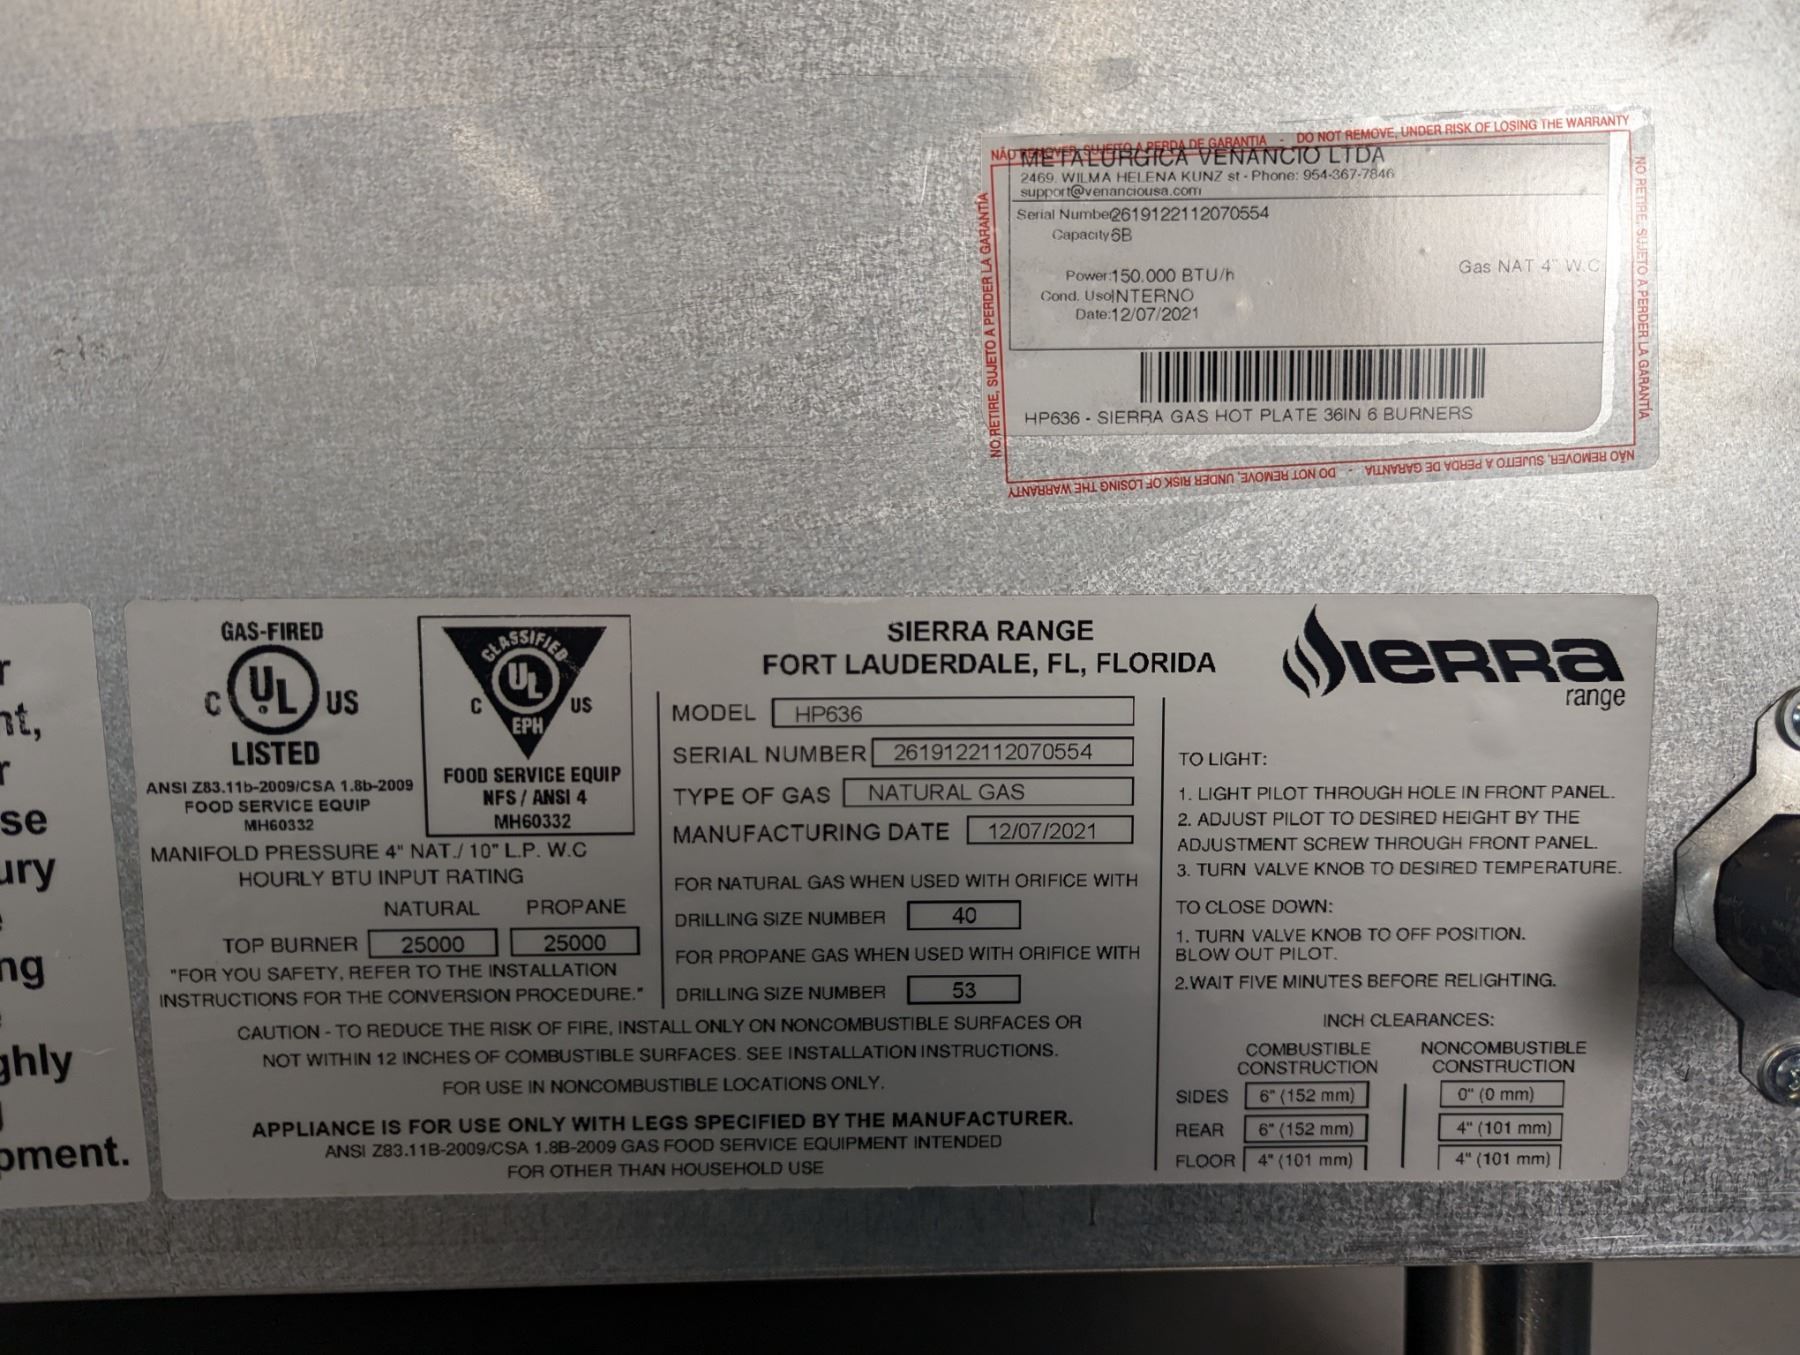 NÃO REMOVER, SUJEITO A PERDA DE GARANTIA - DO NOT REMOVE, UNDER RISK OF LOSING THE WARRANTY
NO RETIRE, SUJETO A PERDER LA GARANTÍA
NO RETIRE, SUJETO A PERDER LA GARANTÍA
METALURGICA VENANCIO LTDA
2469. WILMA HELENA KUNZ st - Phone: 954-367-7846
support@venanciousa.com
Serial Number2619122112070554
Capacity6B
Gas NAT 4" W.C
Power:150.000 BTU/h
Cond. UsoINTERNO
Date:12/07/2021
HP636 - SIERRA GAS HOT PLATE 36IN 6 BURNERS
NÃO REMOVER, SUJEITO A PERDA DE GARANTIA - DO NOT REMOVE, UNDER RISK OF LOSING THE WARRANTY
GAS-FIRED
C UL US
LISTED
ANSI Z83.11b-2009/CSA 1.8b-2009
FOOD SERVICE EQUIP
MH60332
CLASSIFIED
C UL US
EPH
FOOD SERVICE EQUIP
NFS / ANSI 4
MH60332
MANIFOLD PRESSURE 4" NAT./ 10" L.P. W.C
HOURLY BTU INPUT RATING
NATURAL PROPANE
TOP BURNER 25000 25000
"FOR YOU SAFETY, REFER TO THE INSTALLATION
INSTRUCTIONS FOR THE CONVERSION PROCEDURE."
SIERRA RANGE
FORT LAUDERDALE, FL, FLORIDA
MODEL HP636
SERIAL NUMBER 2619122112070554
TYPE OF GAS NATURAL GAS
MANUFACTURING DATE 12/07/2021
FOR NATURAL GAS WHEN USED WITH ORIFICE WITH
DRILLING SIZE NUMBER 40
FOR PROPANE GAS WHEN USED WITH ORIFICE WITH
DRILLING SIZE NUMBER 53
CAUTION - TO REDUCE THE RISK OF FIRE, INSTALL ONLY ON NONCOMBUSTIBLE SURFACES OR
NOT WITHIN 12 INCHES OF COMBUSTIBLE SURFACES. SEE INSTALLATION INSTRUCTIONS.
FOR USE IN NONCOMBUSTIBLE LOCATIONS ONLY.
APPLIANCE IS FOR USE ONLY WITH LEGS SPECIFIED BY THE MANUFACTURER.
ANSI Z83.11B-2009/CSA 1.8B-2009 GAS FOOD SERVICE EQUIPMENT INTENDED
FOR OTHER THAN HOUSEHOLD USE
SIERRA
range
TO LIGHT:
1. LIGHT PILOT THROUGH HOLE IN FRONT PANEL.
2. ADJUST PILOT TO DESIRED HEIGHT BY THE
ADJUSTMENT SCREW THROUGH FRONT PANEL.
3. TURN VALVE KNOB TO DESIRED TEMPERATURE.
TO CLOSE DOWN:
1. TURN VALVE KNOB TO OFF POSITION.
BLOW OUT PILOT.
2.WAIT FIVE MINUTES BEFORE RELIGHTING.
INCH CLEARANCES:
COMBUSTIBLE NONCOMBUSTIBLE
CONSTRUCTION CONSTRUCTION
SIDES 6" (152 mm) 0" (0 mm)
REAR 6" (152 mm) 4" (101 mm)
FLOOR 4" (101 mm) 4" (101 mm)